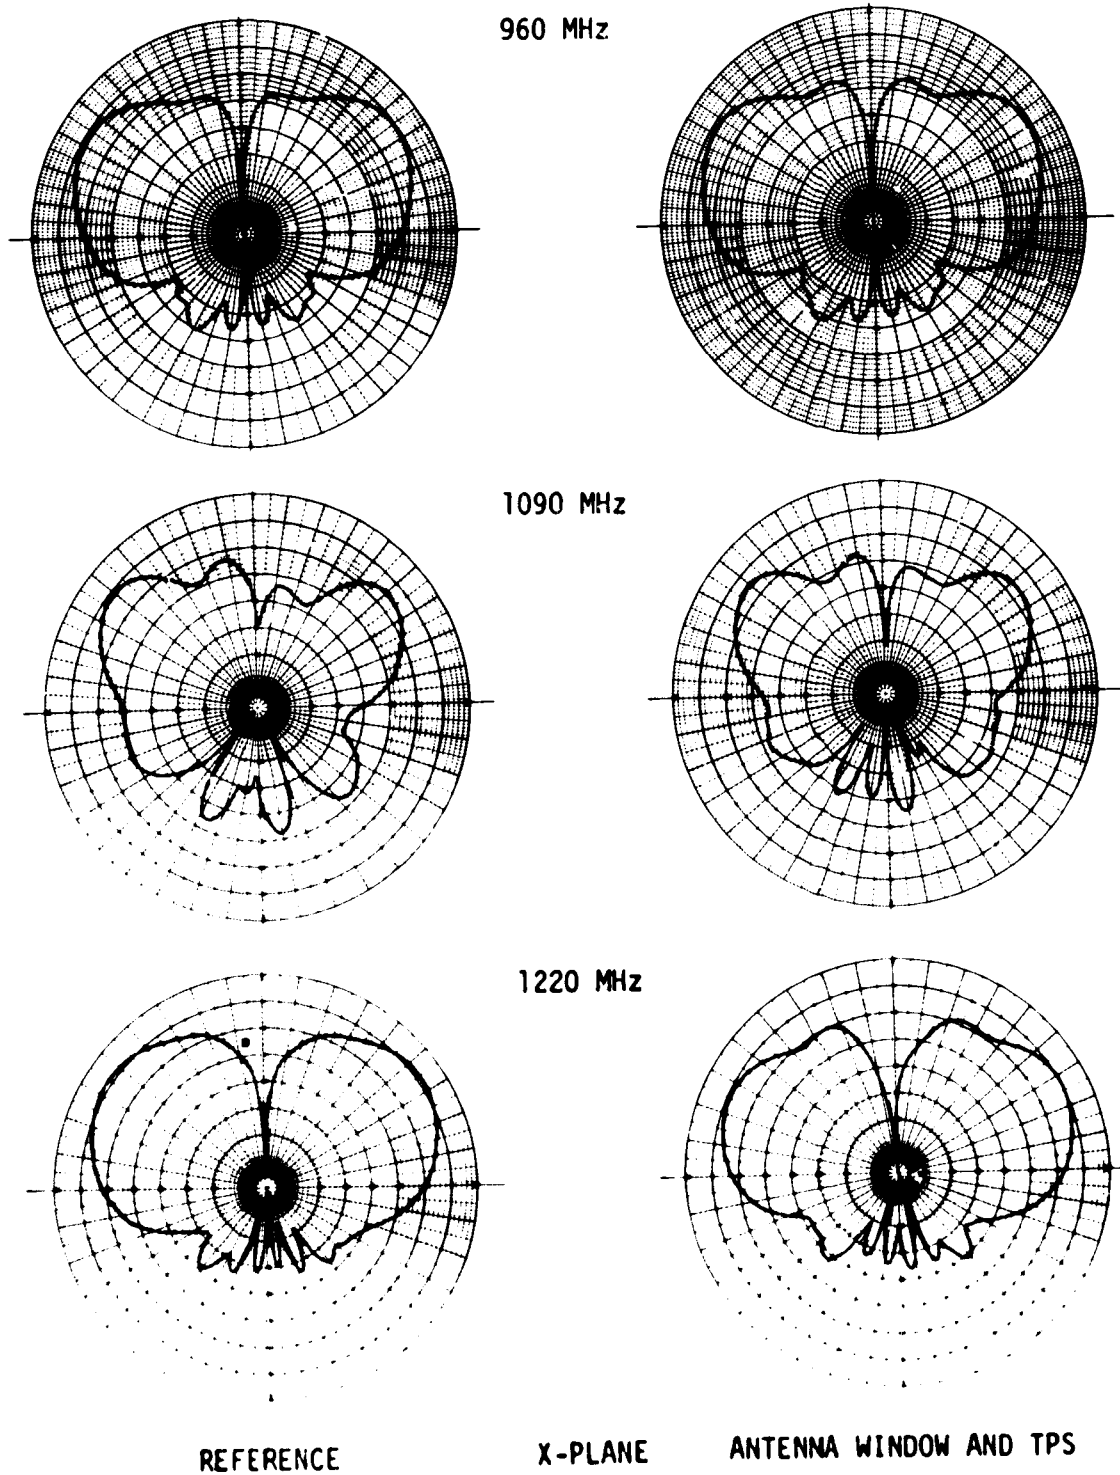 960 MHz
1090 MHz
1220 MHz
REFERENCE
X-PLANE
ANTENNA WINDOW AND TPS